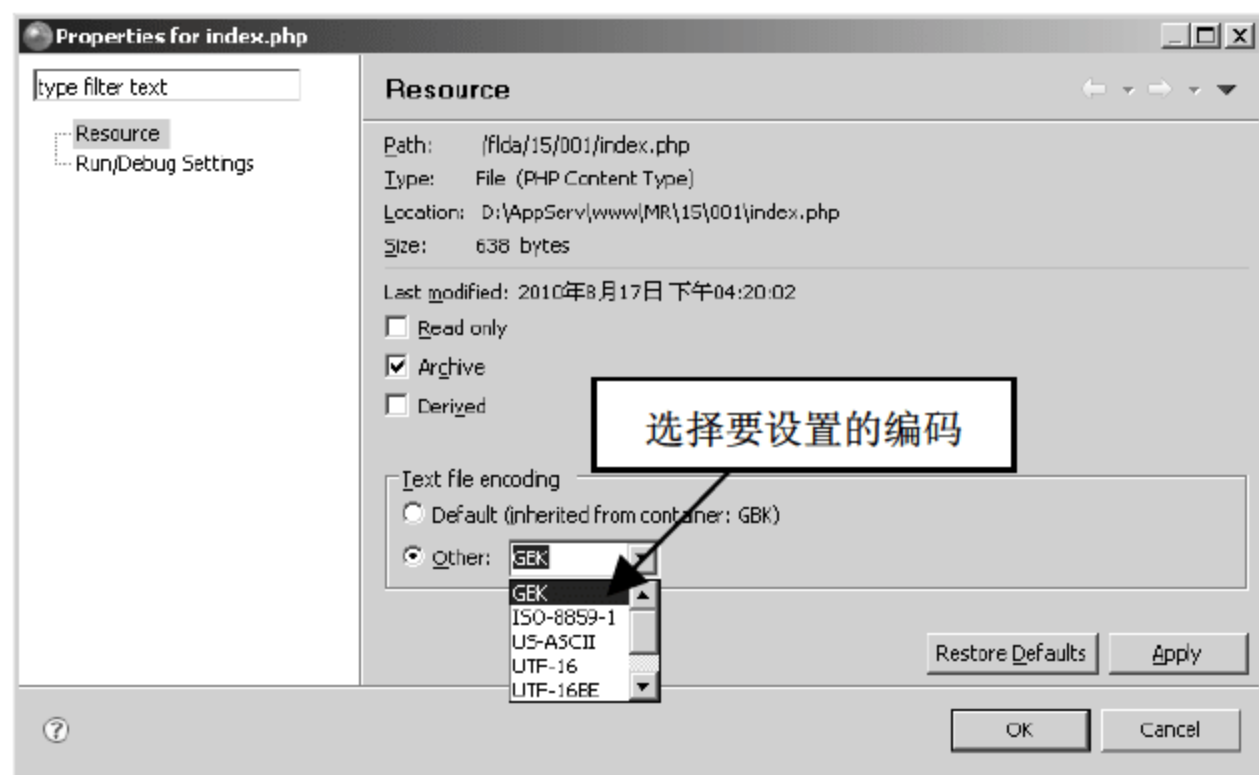 Properties for index.php
type filter text
Resource
Run/Debug Settings
Resource
Path: /flda/15/001/index.php
Type: File (PHP Content Type)
Location: D:\AppServ\www\MR\15\001\index.php
Size: 638 bytes
Last modified: 2010年8月17日 下午04:20:02
Read only
Archive
Derived
选择要设置的编码
Text file encoding
Default (inherited from container: GBK)
Other: GBK
GBK
ISO-8859-1
US-ASCII
UTF-16
UTF-16BE
Restore Defaults Apply
OK Cancel